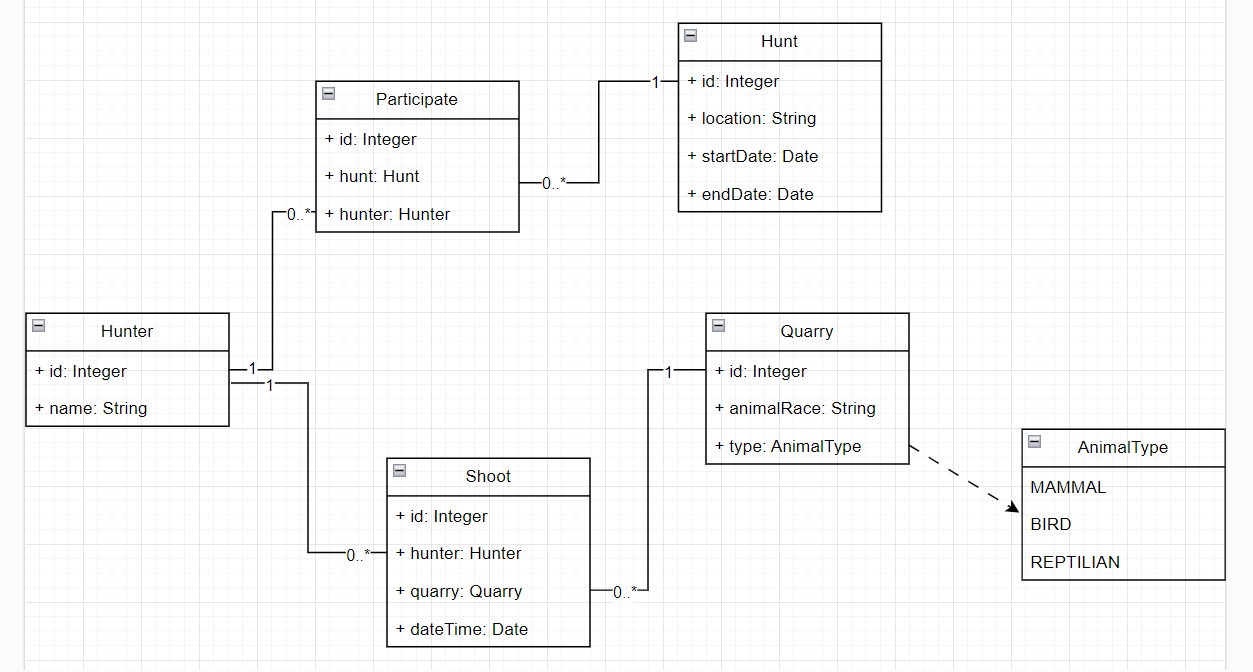 Hunt
+ id: Integer
+ location: String
+ startDate: Date
+ endDate: Date
1
Participate
+ id: Integer
+ hunt: Hunt
+ hunter: Hunter
0..*
0..*
Hunter
+ id: Integer
+ name: String
1
1
Quarry
+ id: Integer
+ animalRace: String
+ type: AnimalType
1
AnimalType
MAMMAL
BIRD
REPTILIAN
Shoot
+ id: Integer
+ hunter: Hunter
+ quarry: Quarry
+ dateTime: Date
0..*
0..*